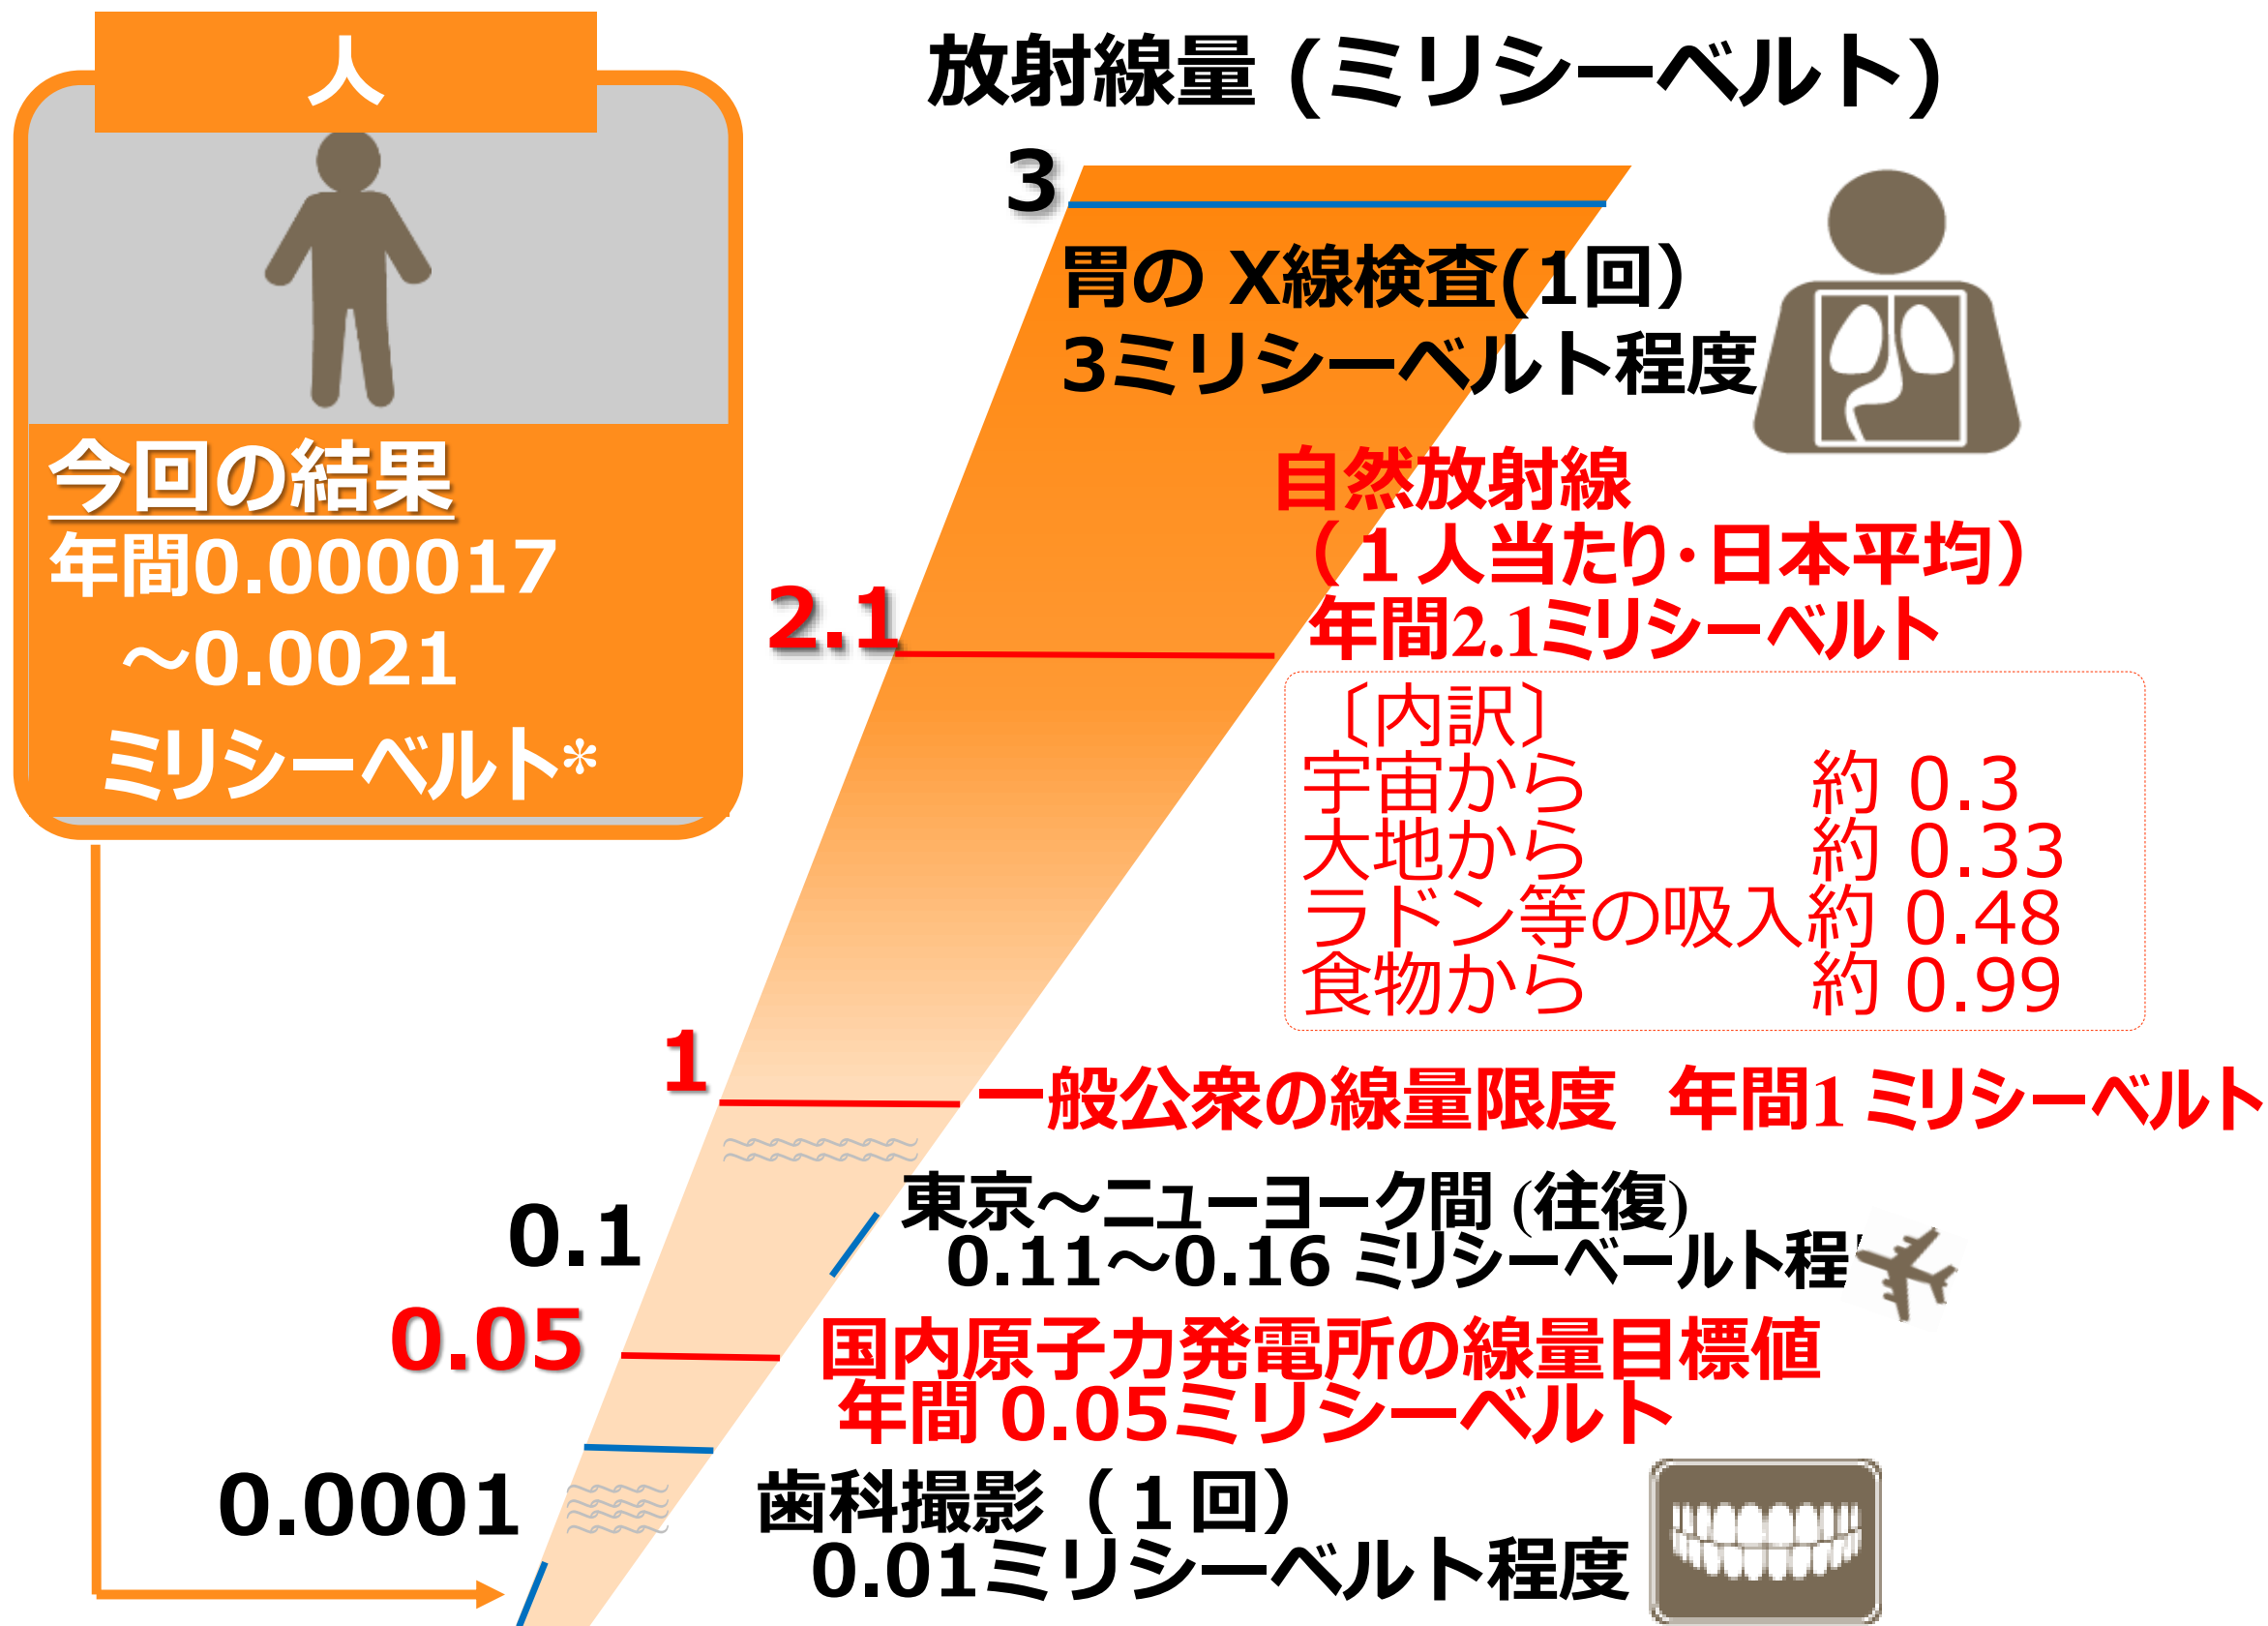 人
今回の結果
年間0.000017
～0.0021
ミリシーベルト*
放射線量 (ミリシーベルト)
3
胃の X線検査(1回)
3ミリシーベルト程度
自然放射線
（１人当たり・日本平均）
2.1
年間2.1ミリシーベルト
〔内訳〕
宇宙から 約 0.3
大地から 約 0.33
ラドン等の吸入約 0.48
食物から 約 0.99
1
一般公衆の線量限度 年間1 ミリシーベルト
0.1
東京～ニューヨーク間 (往復)
0.11～0.16 ミリシーベールト程
0.05
国内原子力発電所の線量目標値
年間 0.05ミリシーベルト
0.0001
歯科撮影（１回）
0.01ミリシーベルト程度